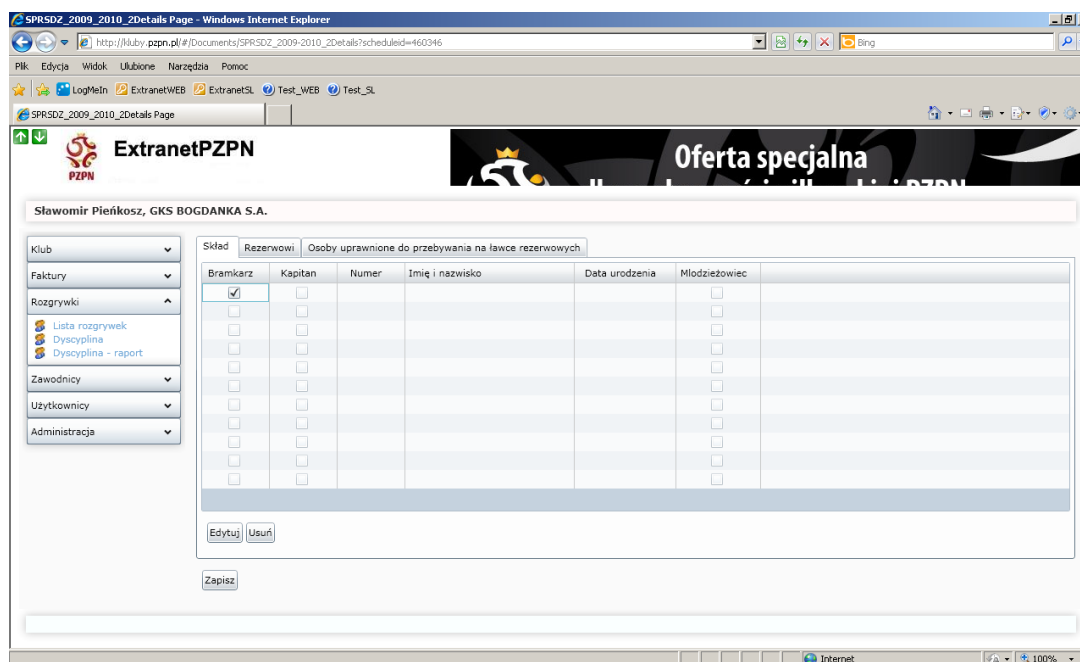 SPRSDZ_2009_2010_2Details Page - Windows Internet Explorer
http://kluby.pzpn.pl/#/Documents/SPRSDZ_2009-2010_2Details?scheduleid=460346
Bing
Plik Edycja Widok Ulubione Narzędzia Pomoc
LogMeIn ExtranetWEB ExtranetSL Test_WEB Test_SL
SPRSDZ_2009_2010_2Details Page
PZPN
ExtranetPZPN
Oferta specjalna
Sławomir Pieńkosz, GKS BOGDANKA S.A.
Klub
Faktury
Rozgrywki
Lista rozgrywek
Dyscyplina
Dyscyplina - raport
Zawodnicy
Użytkownicy
Administracja
Skład Rezerwowi Osoby uprawnione do przebywania na ławce rezerwowych
Bramkarz Kapitan Numer Imię i nazwisko Data urodzenia Mlodzieżowiec
Edytuj Usuń
Zapisz
Internet 100%